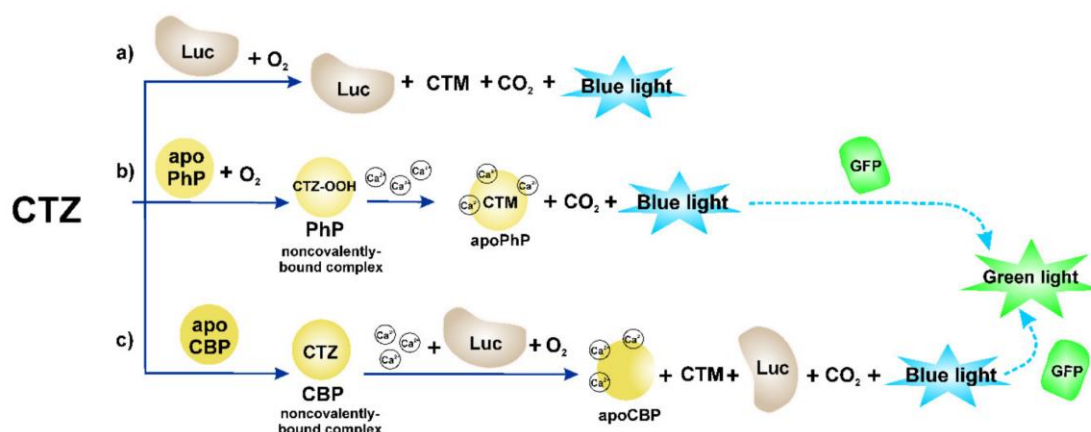 CTZ
a) Luc + O₂ Luc + CTM + CO₂ + Blue light
b) apo PhP + O₂ CTZ-OOH Ca²⁺ Ca²⁺ Ca²⁺ Ca²⁺ Ca²⁺ Ca²⁺ CTM + CO₂ + Blue light GFP
PhP apoPhP
noncovalently-
bound complex
Green light
c) apo CBP CTZ Ca²⁺ Ca²⁺ Ca²⁺ + Luc + O₂ Ca²⁺ Ca²⁺ Ca²⁺ + CTM + Luc + CO₂ + Blue light GFP
CBP apoCBP
noncovalently-
bound complex